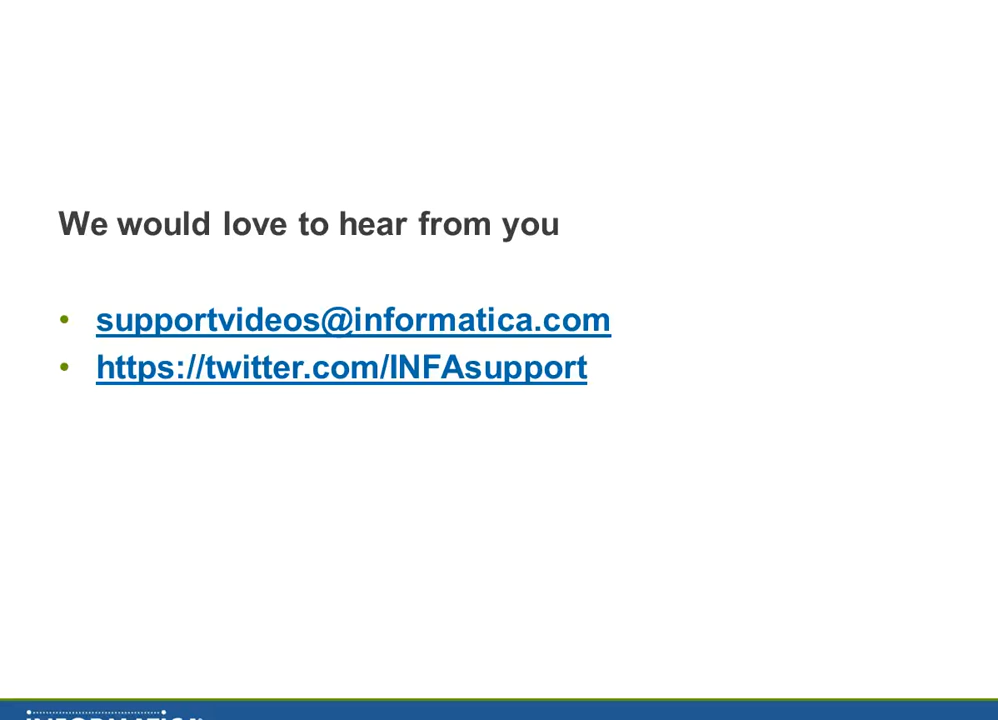 We would love to hear from you
• supportvideos@informatica.com
• https://twitter.com/INFAsupport